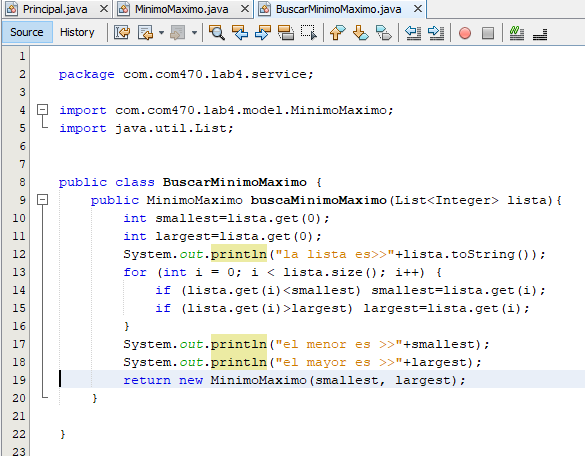 Principal.java
MinimoMaximo.java
BuscarMinimoMaximo.java
Source
History
1
2 package com.com470.lab4.service;
3
4 import com.com470.lab4.model.MinimoMaximo;
5 import java.util.List;
6
7
8 public class BuscarMinimoMaximo {
9 public MinimoMaximo buscaMinimoMaximo(List<Integer> lista){
10 int smallest=lista.get(0);
11 int largest=lista.get(0);
12 System.out.println("la lista es>>"+lista.toString());
13 for (int i = 0; i < lista.size(); i++) {
14 if (lista.get(i)<smallest) smallest=lista.get(i);
15 if (lista.get(i)>largest) largest=lista.get(i);
16 }
17 System.out.println("el menor es >>"+smallest);
18 System.out.println("el mayor es >>"+largest);
19 return new MinimoMaximo(smallest, largest);
20 }
21
22 }
23